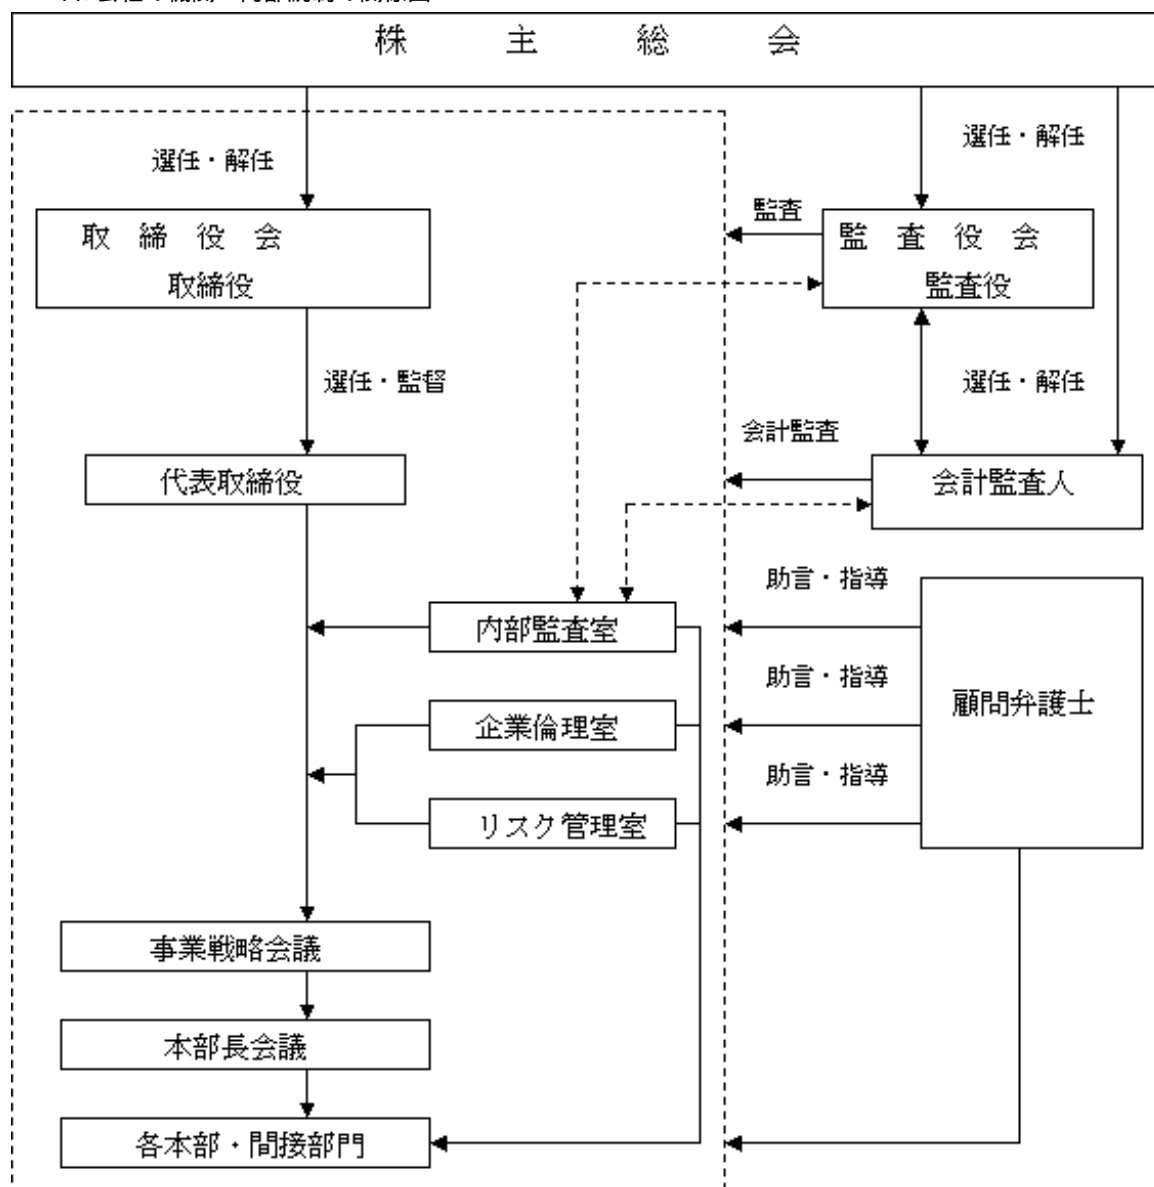 株主総会
選任・解任
選任・解任
監査
取締役会
取締役
監査役会
監査役
選任・監督
選任・解任
会計監査
代表取締役
会計監査人
助言・指導
内部監査室
助言・指導
企業倫理室
顧問弁護士
助言・指導
リスク管理室
事業戦略会議
本部長会議
各本部・間接部門